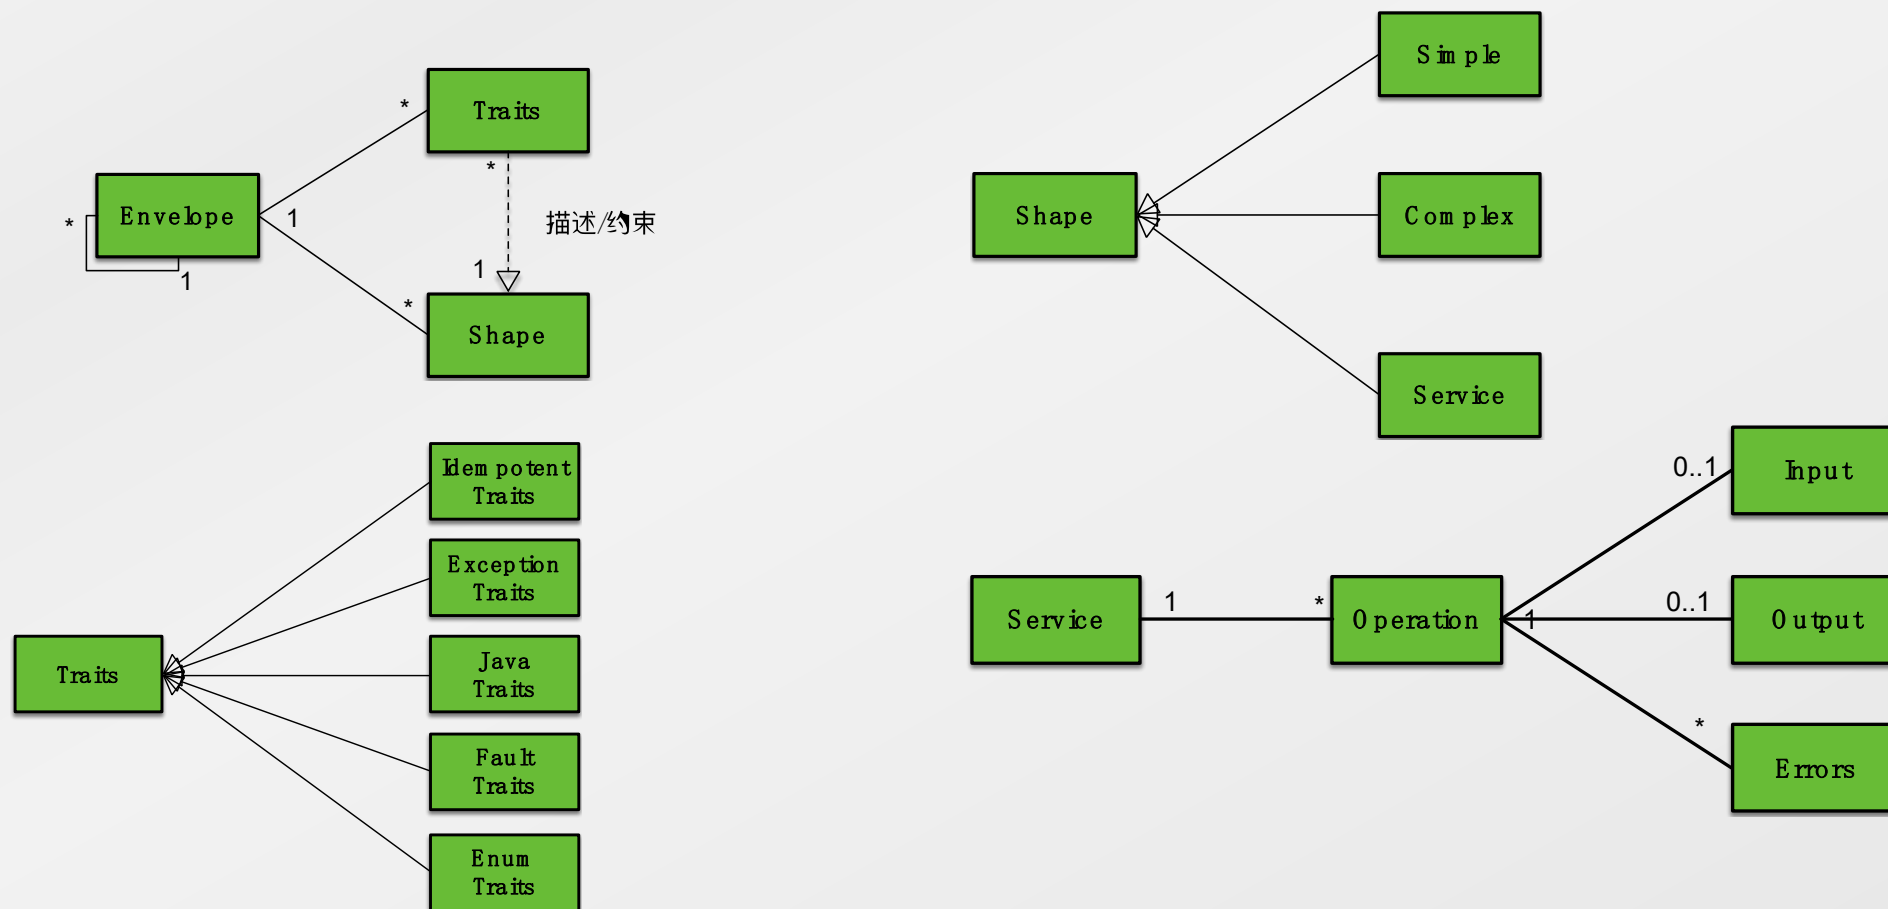 *
Traits
*
Envelope
*
1
1
描述/约束
1
*
Shape
Simple
Shape
Complex
Service
Idempotent
Traits
Exception
Traits
Traits
Java
Traits
Fault
Traits
Enum
Traits
0..1
Input
Service
1
*
Operation
1
0..1
Output
*
Errors